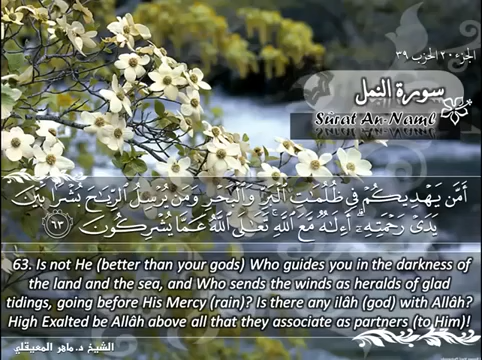 الجزء ٢٠ الحزب ٣٩
سورة النمل
Sûrat An-Naml
أَمَّن يَهْدِيكُمْ فِي ظُلُمَٰتِ ٱلْبَرِّ وَٱلْبَحْرِ وَمَن يُرْسِلُ ٱلرِّيَٰحَ بُشْرًۢا بَيْنَ
يَدَىْ رَحْمَتِهِۦٓ ۗ أَءِلَٰهٌ مَّعَ ٱللَّهِ ۚ تَعَٰلَى ٱللَّهُ عَمَّا يُشْرِكُونَ ٦٣
63. Is not He (better than your gods) Who guides you in the darkness of
the land and the sea, and Who sends the winds as heralds of glad
tidings, going before His Mercy (rain)? Is there any ilâh (god) with Allâh?
High Exalted be Allâh above all that they associate as partners (to Him)!
الشيخ د. ماهر المعيقلي